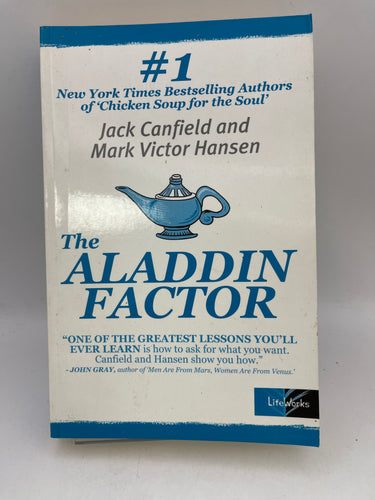 #1
New York Times Bestselling Authors
of ‘Chicken Soup for the Soul’
Jack Canfield and
Mark Victor Hansen
The
ALADDIN
FACTOR
“ONE OF THE GREATEST LESSONS YOU’LL
EVER LEARN is how to ask for what you want.
Canfield and Hansen show you how.”
- JOHN GRAY, author of ‘Men Are From Mars, Women Are From Venus.’
LifeWorks